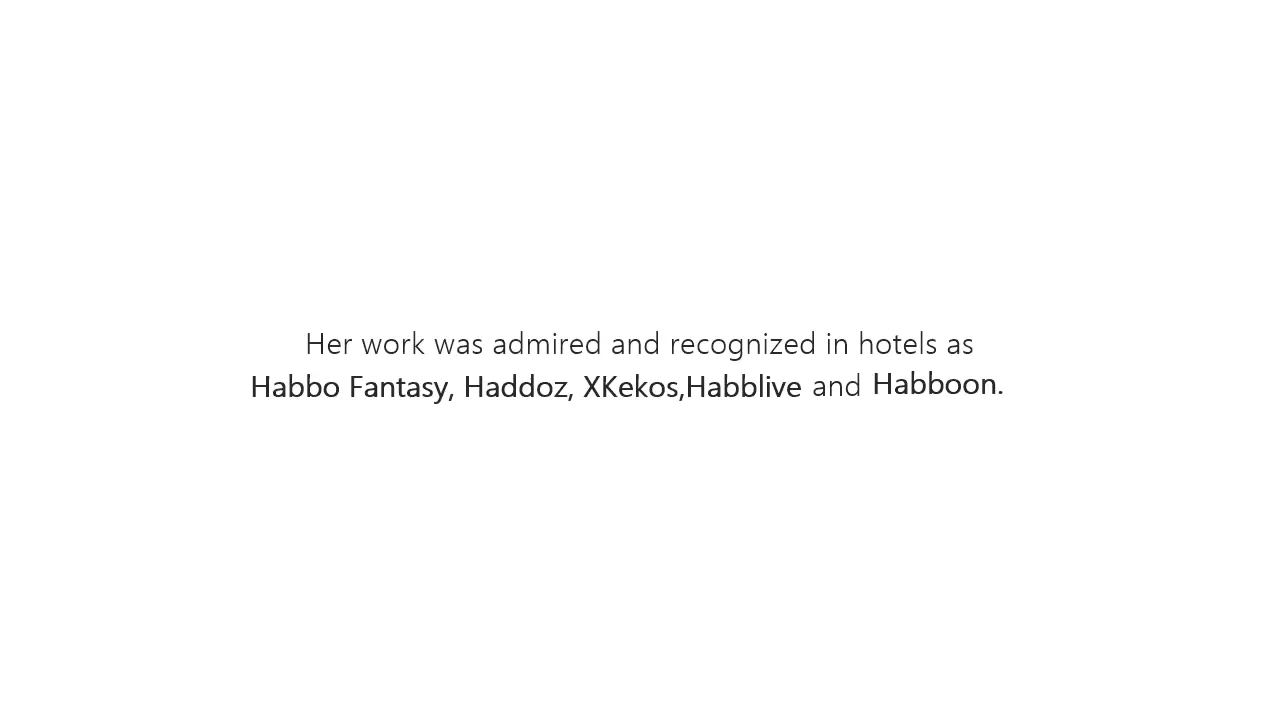 Her work was admired and recognized in hotels as
Habbo Fantasy, Haddoz, XKekos,Habblive and Habboon.